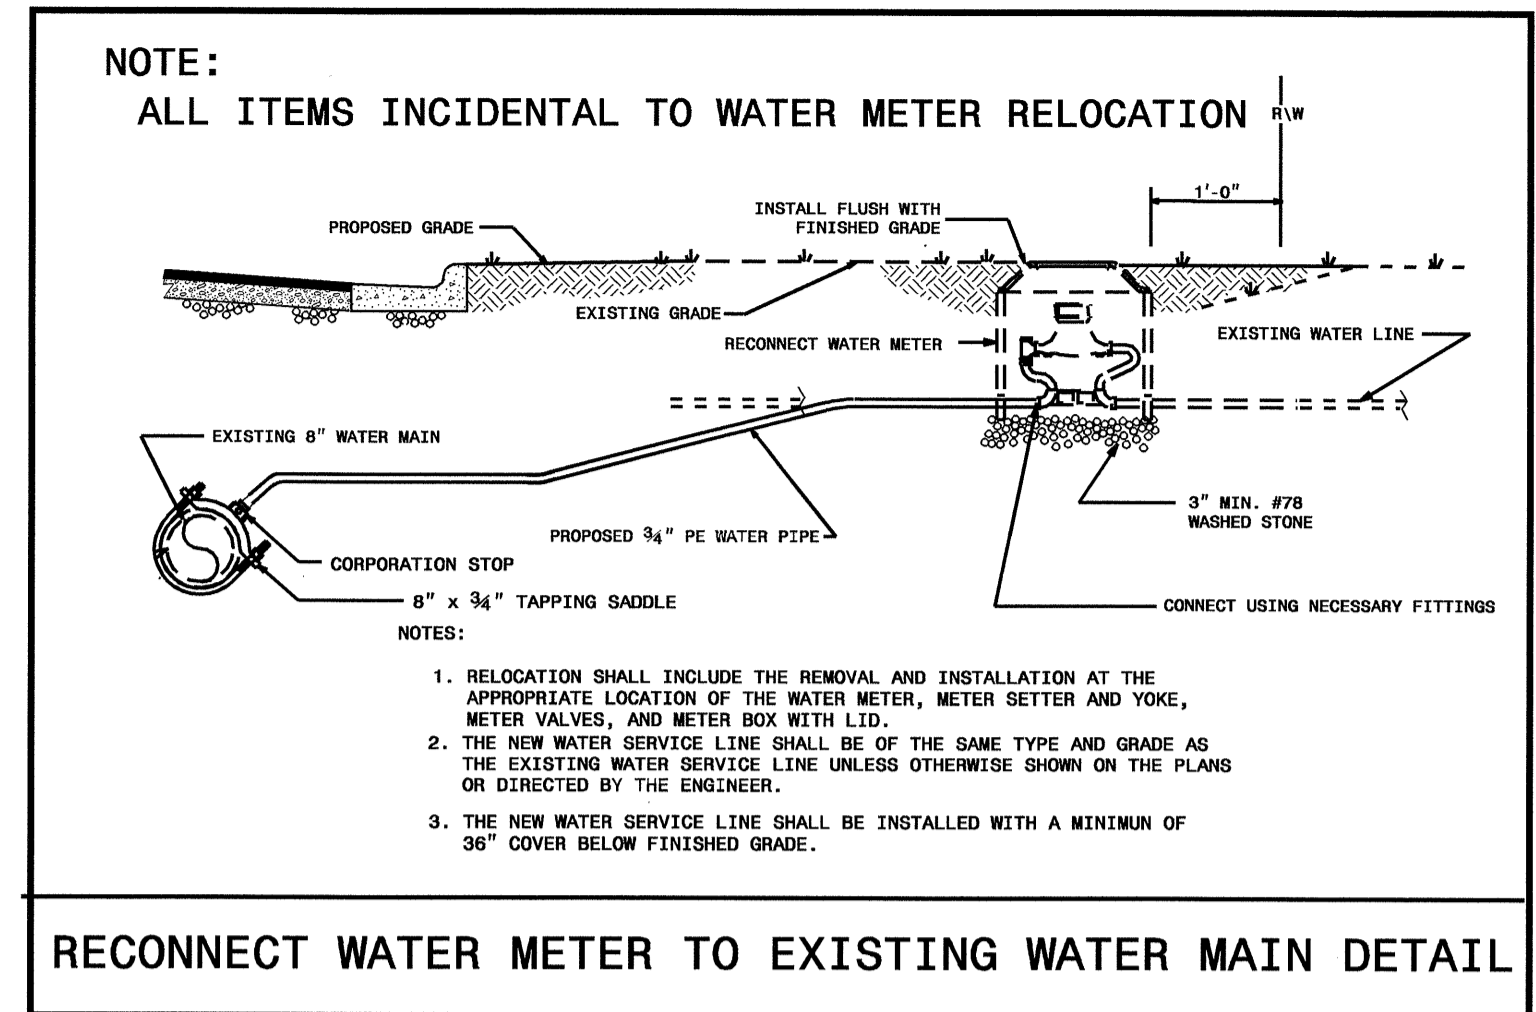 NOTE:
ALL ITEMS INCIDENTAL TO WATER METER RELOCATION
R\W
1'-0"
INSTALL FLUSH WITH
FINISHED GRADE
PROPOSED GRADE
EXISTING GRADE
RECONNECT WATER METER
EXISTING WATER LINE
EXISTING 8" WATER MAIN
3" MIN. #78
WASHED STONE
PROPOSED ¾" PE WATER PIPE
CORPORATION STOP
8" x ¾" TAPPING SADDLE
CONNECT USING NECESSARY FITTINGS
NOTES:
1. RELOCATION SHALL INCLUDE THE REMOVAL AND INSTALLATION AT THE
APPROPRIATE LOCATION OF THE WATER METER, METER SETTER AND YOKE,
METER VALVES, AND METER BOX WITH LID.
2. THE NEW WATER SERVICE LINE SHALL BE OF THE SAME TYPE AND GRADE AS
THE EXISTING WATER SERVICE LINE UNLESS OTHERWISE SHOWN ON THE PLANS
OR DIRECTED BY THE ENGINEER.
3. THE NEW WATER SERVICE LINE SHALL BE INSTALLED WITH A MINIMUN OF
36" COVER BELOW FINISHED GRADE.
RECONNECT WATER METER TO EXISTING WATER MAIN DETAIL